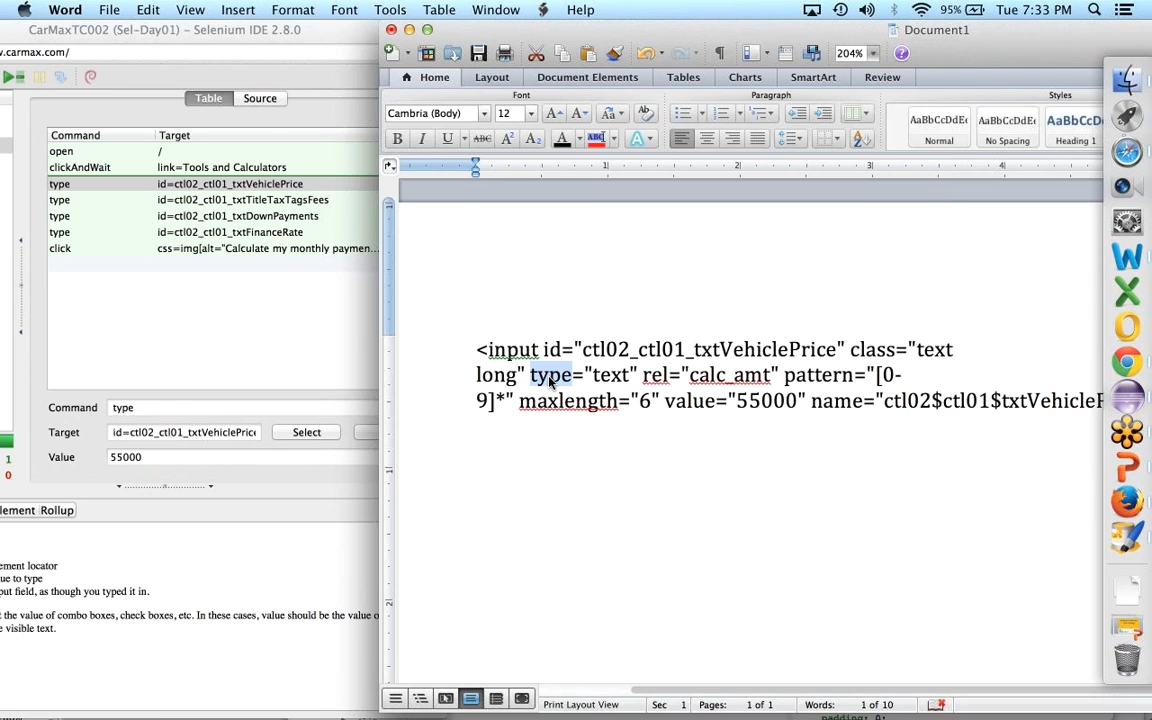 Word File Edit View Insert Format Font Tools Table Window Help 95% Tue 7:33 PM
CarMaxTC002 (Sel-Day01) - Selenium IDE 2.8.0
Document1
w.carmax.com/
204%
Home Layout Document Elements Tables Charts SmartArt Review
Table Source
Font Paragraph Styles
Cambria (Body) 12
AaBbCcDdEe AaBbCcDdEe AaBbCcDc
Normal No Spacing Heading 1
Command Target
open /
clickAndWait link=Tools and Calculators
type id=ctl02_ctl01_txtVehiclePrice
type id=ctl02_ctl01_txtTitleTaxTagsFees
type id=ctl02_ctl01_txtDownPayments
type id=ctl02_ctl01_txtFinanceRate
click css=img[alt="Calculate my monthly paymen...
<input id="ctl02_ctl01_txtVehiclePrice" class="text
long" type="text" rel="calc_amt" pattern="[0-
9]*" maxlength="6" value="55000" name="ctl02$ctl01$txtVehicleP
Command type
Target id=ctl02_ctl01_txtVehiclePrice Select
Value 55000
1
0
lement Rollup
ement locator
ue to type
put field, as though you typed it in.
t the value of combo boxes, check boxes, etc. In these cases, value should be the value o
e visible text.
Print Layout View Sec 1 Pages: 1 of 1 Words: 1 of 10